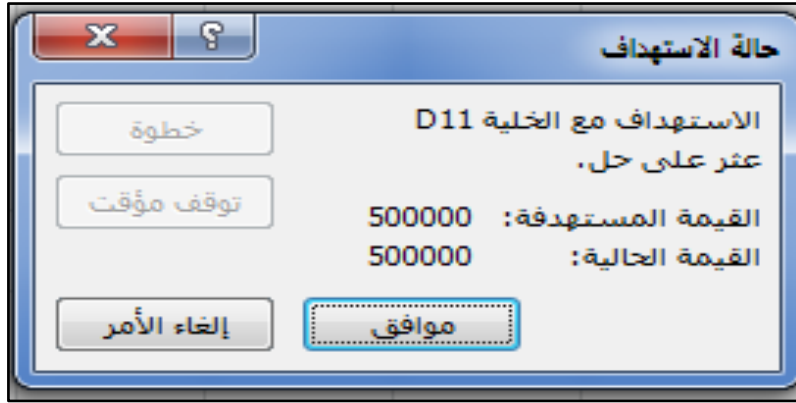 حالة الاستهداف
الاستهداف مع الخلية D11
عثر على حل.
القيمة المستهدفة: 500000
القيمة الحالية: 500000
خطوة
توقف مؤقت
موافق
إلغاء الأمر